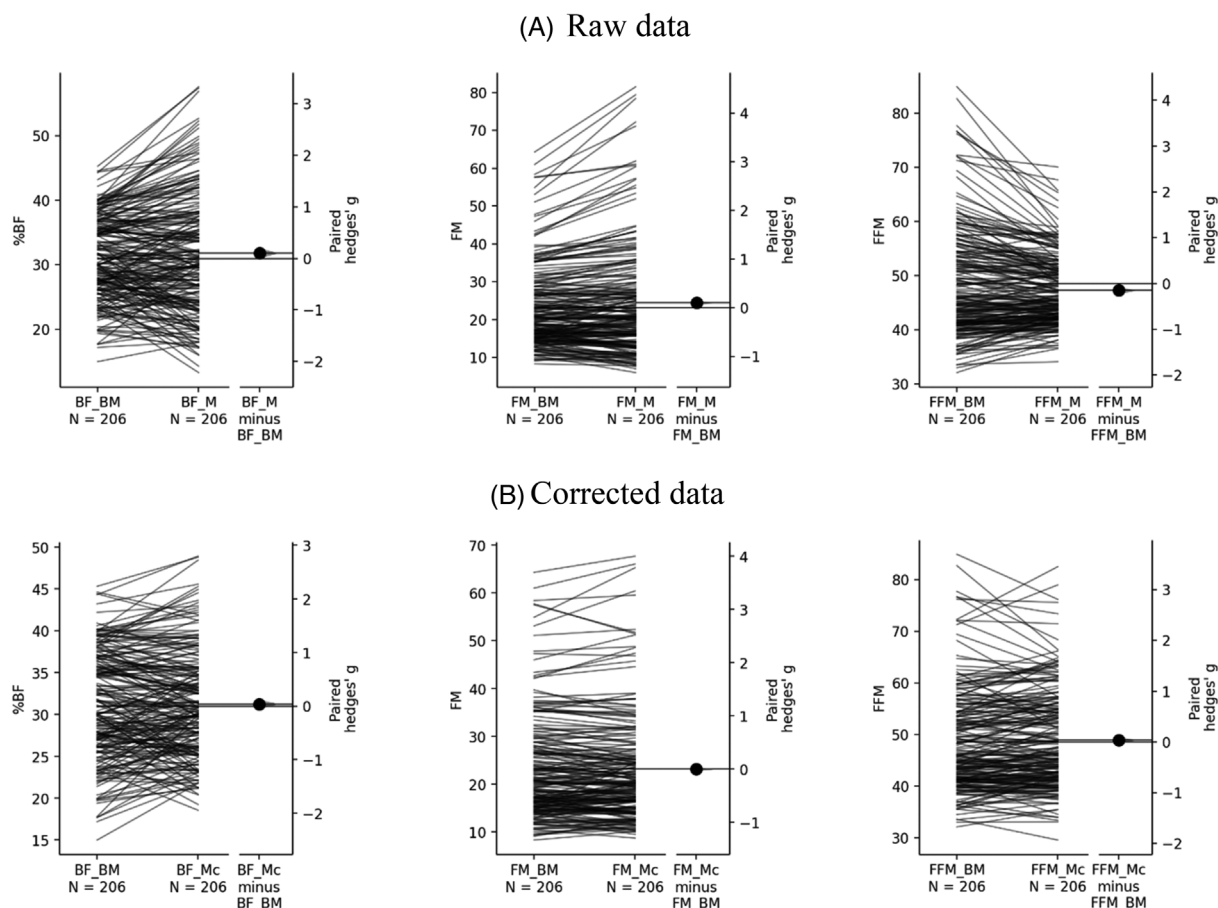 (A) Raw data
%BF
50
40
30
20
3
2
1
0
−1
−2
Paired
hedges' g
BF_BM
N = 206
BF_M
N = 206
BF_M
minus
BF_BM
FM
80
70
60
50
40
30
20
10
4
3
2
1
0
−1
Paired
hedges' g
FM_BM
N = 206
FM_M
N = 206
FM_M
minus
FM_BM
FFM
80
70
60
50
40
30
4
3
2
1
0
−1
−2
Paired
hedges' g
FFM_BM
N = 206
FFM_M
N = 206
FFM_M
minus
FFM_BM
(B) Corrected data
%BF
50
45
40
35
30
25
20
15
3
2
1
0
−1
−2
Paired
hedges' g
BF_BM
N = 206
BF_Mc
N = 206
BF_Mc
minus
BF_BM
FM
70
60
50
40
30
20
10
4
3
2
1
0
−1
Paired
hedges' g
FM_BM
N = 206
FM_Mc
N = 206
FM_Mc
minus
FM_BM
FFM
80
70
60
50
40
30
3
2
1
0
−1
−2
Paired
hedges' g
FFM_BM
N = 206
FFM_Mc
N = 206
FFM_Mc
minus
FFM_BM